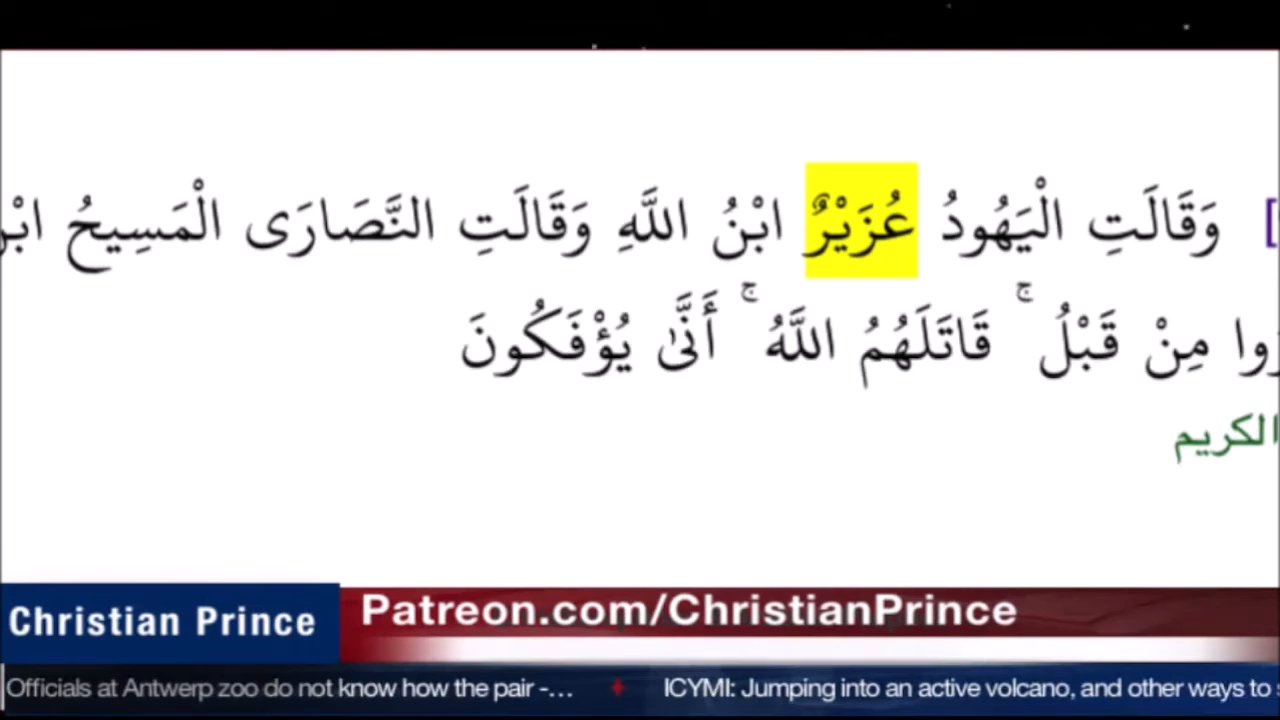 [ وَقَالَتِ الْيَهُودُ عُزَيْرٌ ابْنُ اللَّهِ وَقَالَتِ النَّصَارَى الْمَسِيحُ
مِنْ قَبْلُ ۚ قَاتَلَهُمُ اللَّهُ ۚ أَنَّىٰ يُؤْفَكُونَ
الكريم
Christian Prince
Patreon.com/ChristianPrince
Officials at Antwerp zoo do not know how the pair -... ICYMI: Jumping into an active volcano, and other ways to